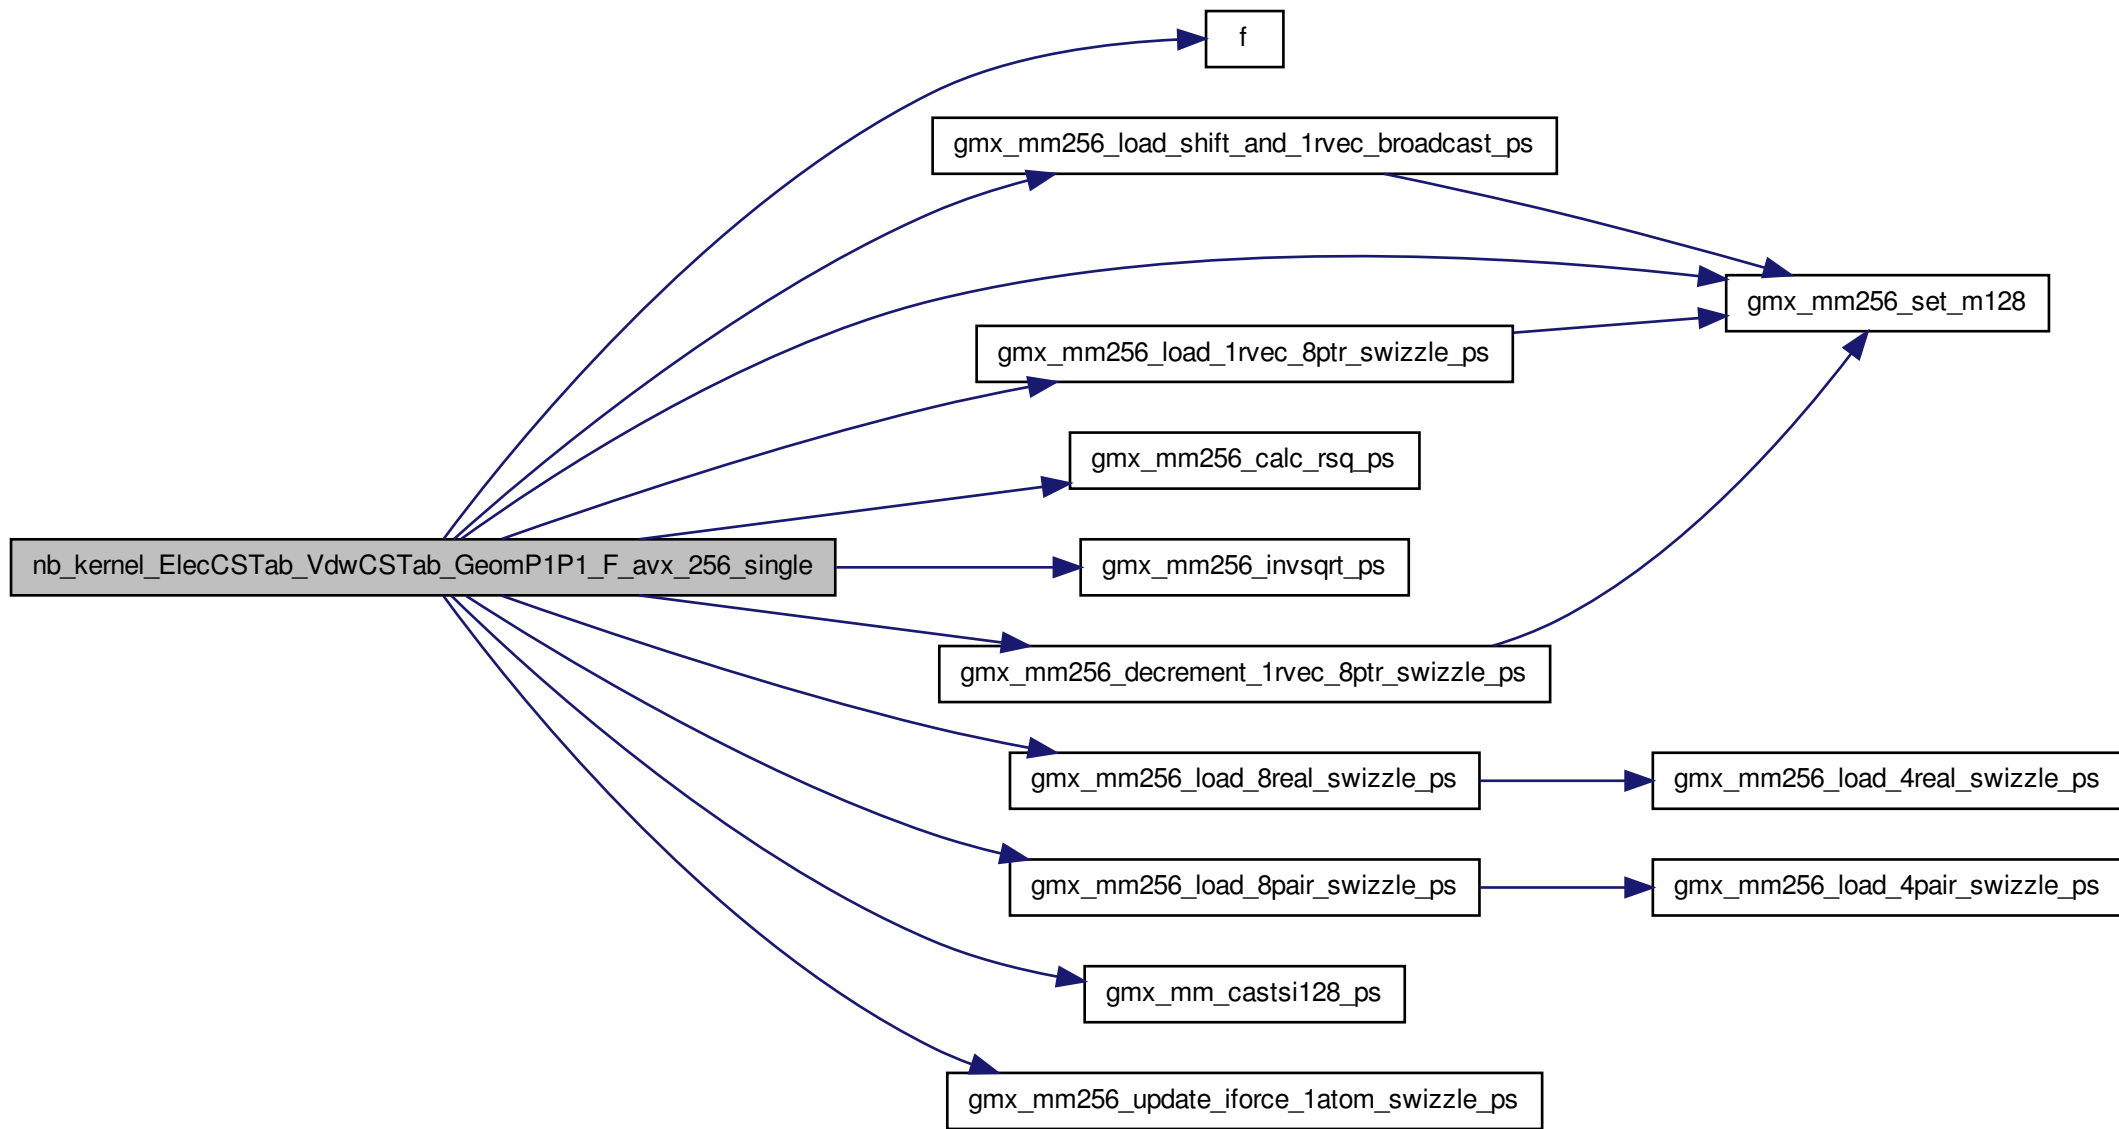 f
gmx_mm256_load_shift_and_1rvec_broadcast_ps
gmx_mm256_set_m128
gmx_mm256_load_1rvec_8ptr_swizzle_ps
gmx_mm256_calc_rsq_ps
nb_kernel_ElecCSTab_VdwCSTab_GeomP1P1_F_avx_256_single
gmx_mm256_invsqrt_ps
gmx_mm256_decrement_1rvec_8ptr_swizzle_ps
gmx_mm256_load_8real_swizzle_ps
gmx_mm256_load_4real_swizzle_ps
gmx_mm256_load_8pair_swizzle_ps
gmx_mm256_load_4pair_swizzle_ps
gmx_mm_castsi128_ps
gmx_mm256_update_iforce_1atom_swizzle_ps